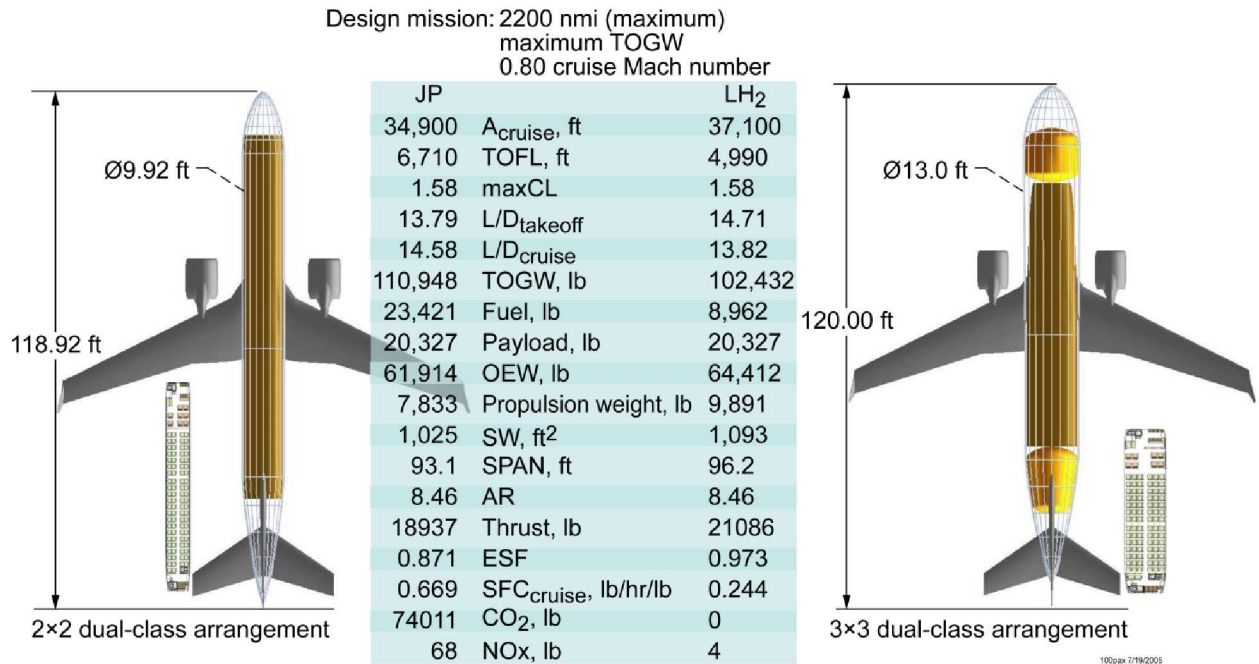 Design mission: 2200 nmi (maximum)
maximum TOGW
0.80 cruise Mach number
JP LH2
34,900 Acruise, ft 37,100
6,710 TOFL, ft 4,990
1.58 maxCL 1.58
13.79 L/Dtakeoff 14.71
14.58 L/Dcruise 13.82
110,948 TOGW, lb 102,432
23,421 Fuel, lb 8,962
20,327 Payload, lb 20,327
61,914 OEW, lb 64,412
7,833 Propulsion weight, lb 9,891
1,025 SW, ft2 1,093
93.1 SPAN, ft 96.2
8.46 AR 8.46
18937 Thrust, lb 21086
0.871 ESF 0.973
0.669 SFCcruise, lb/hr/lb 0.244
74011 CO2, lb 0
68 NOx, lb 4
Ø9.92 ft
118.92 ft
2×2 dual-class arrangement
Ø13.0 ft
120.00 ft
3×3 dual-class arrangement
100pax 7/19/2005